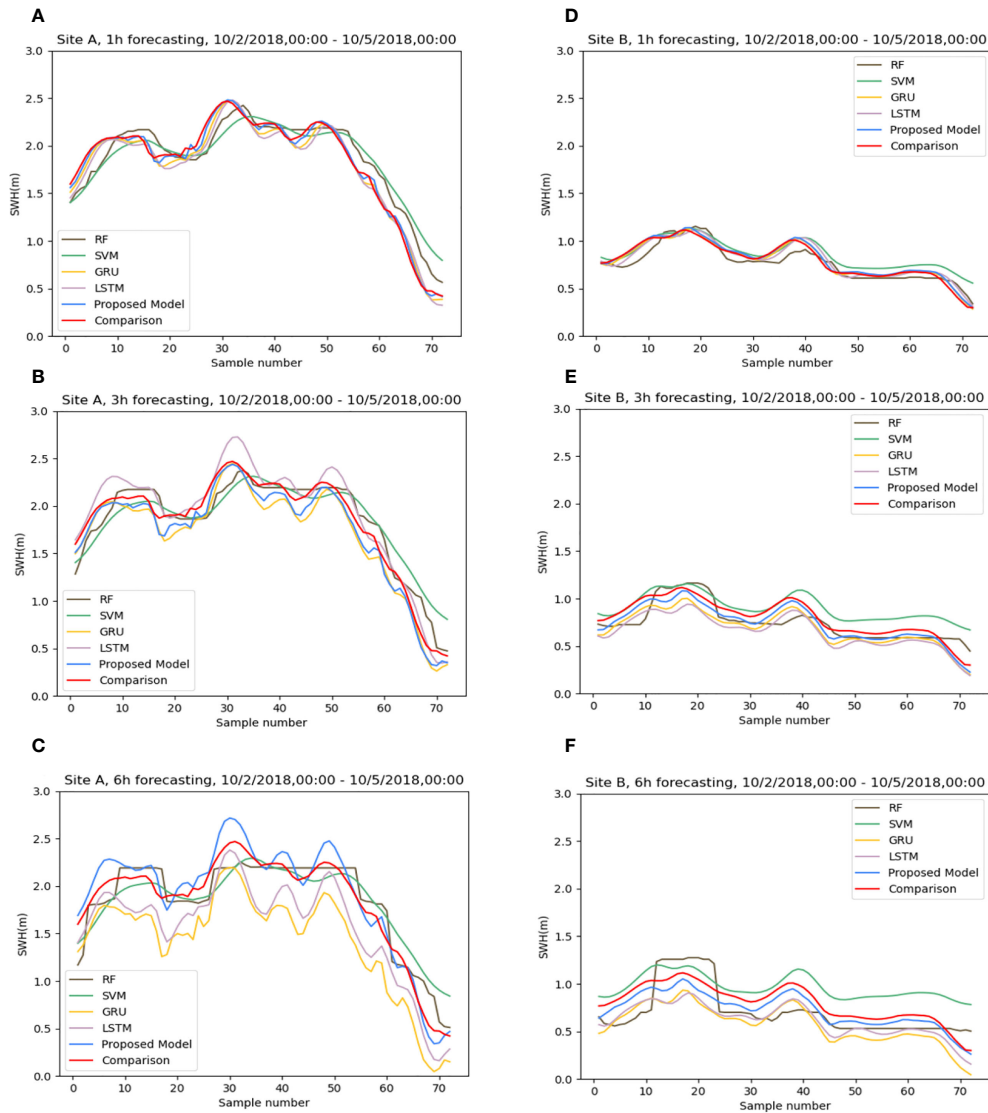 A
Site A, 1h forecasting, 10/2/2018,00:00 - 10/5/2018,00:00
3.0
2.5
2.0
1.5
1.0
0.5
0.0
SWH(m)
RF
SVM
GRU
LSTM
Proposed Model
Comparison
0 10 20 30 40 50 60 70
Sample number
D
Site B, 1h forecasting, 10/2/2018,00:00 - 10/5/2018,00:00
3.0
2.5
2.0
1.5
1.0
0.5
0.0
SWH(m)
RF
SVM
GRU
LSTM
Proposed Model
Comparison
0 10 20 30 40 50 60 70
Sample number
B
Site A, 3h forecasting, 10/2/2018,00:00 - 10/5/2018,00:00
3.0
2.5
2.0
1.5
1.0
0.5
0.0
SWH(m)
RF
SVM
GRU
LSTM
Proposed Model
Comparison
0 10 20 30 40 50 60 70
Sample number
E
Site B, 3h forecasting, 10/2/2018,00:00 - 10/5/2018,00:00
3.0
2.5
2.0
1.5
1.0
0.5
0.0
SWH(m)
RF
SVM
GRU
LSTM
Proposed Model
Comparison
0 10 20 30 40 50 60 70
Sample number
C
Site A, 6h forecasting, 10/2/2018,00:00 - 10/5/2018,00:00
3.0
2.5
2.0
1.5
1.0
0.5
0.0
SWH(m)
RF
SVM
GRU
LSTM
Proposed Model
Comparison
0 10 20 30 40 50 60 70
Sample number
F
Site B, 6h forecasting, 10/2/2018,00:00 - 10/5/2018,00:00
3.0
2.5
2.0
1.5
1.0
0.5
0.0
SWH(m)
RF
SVM
GRU
LSTM
Proposed Model
Comparison
0 10 20 30 40 50 60 70
Sample number